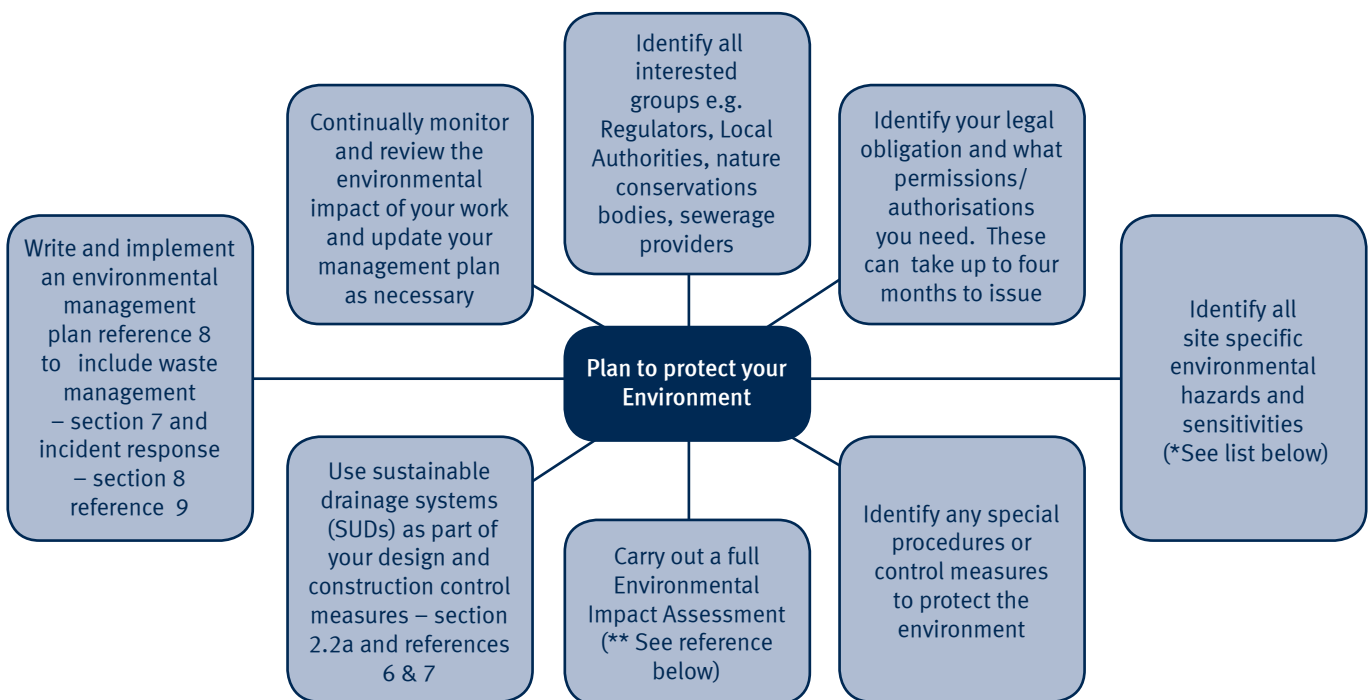 Identify all
interested
groups e.g.
Regulators, Local
Authorities, nature
conservations
bodies, sewerage
providers
Identify your legal
obligation and what
permissions/
authorisations
you need. These
can take up to four
months to issue
Identify all
site specific
environmental
hazards and
sensitivities
(*See list below)
Identify any special
procedures or
control measures
to protect the
environment
Carry out a full
Environmental
Impact Assessment
(** See reference
below)
Use sustainable
drainage systems
(SUDs) as part of
your design and
construction control
measures – section
2.2a and references
6 & 7
Write and implement
an environmental
management
plan reference 8
to include waste
management
– section 7 and
incident response
– section 8
reference 9
Continually monitor
and review the
environmental
impact of your work
and update your
management plan
as necessary
Plan to protect your
Environment